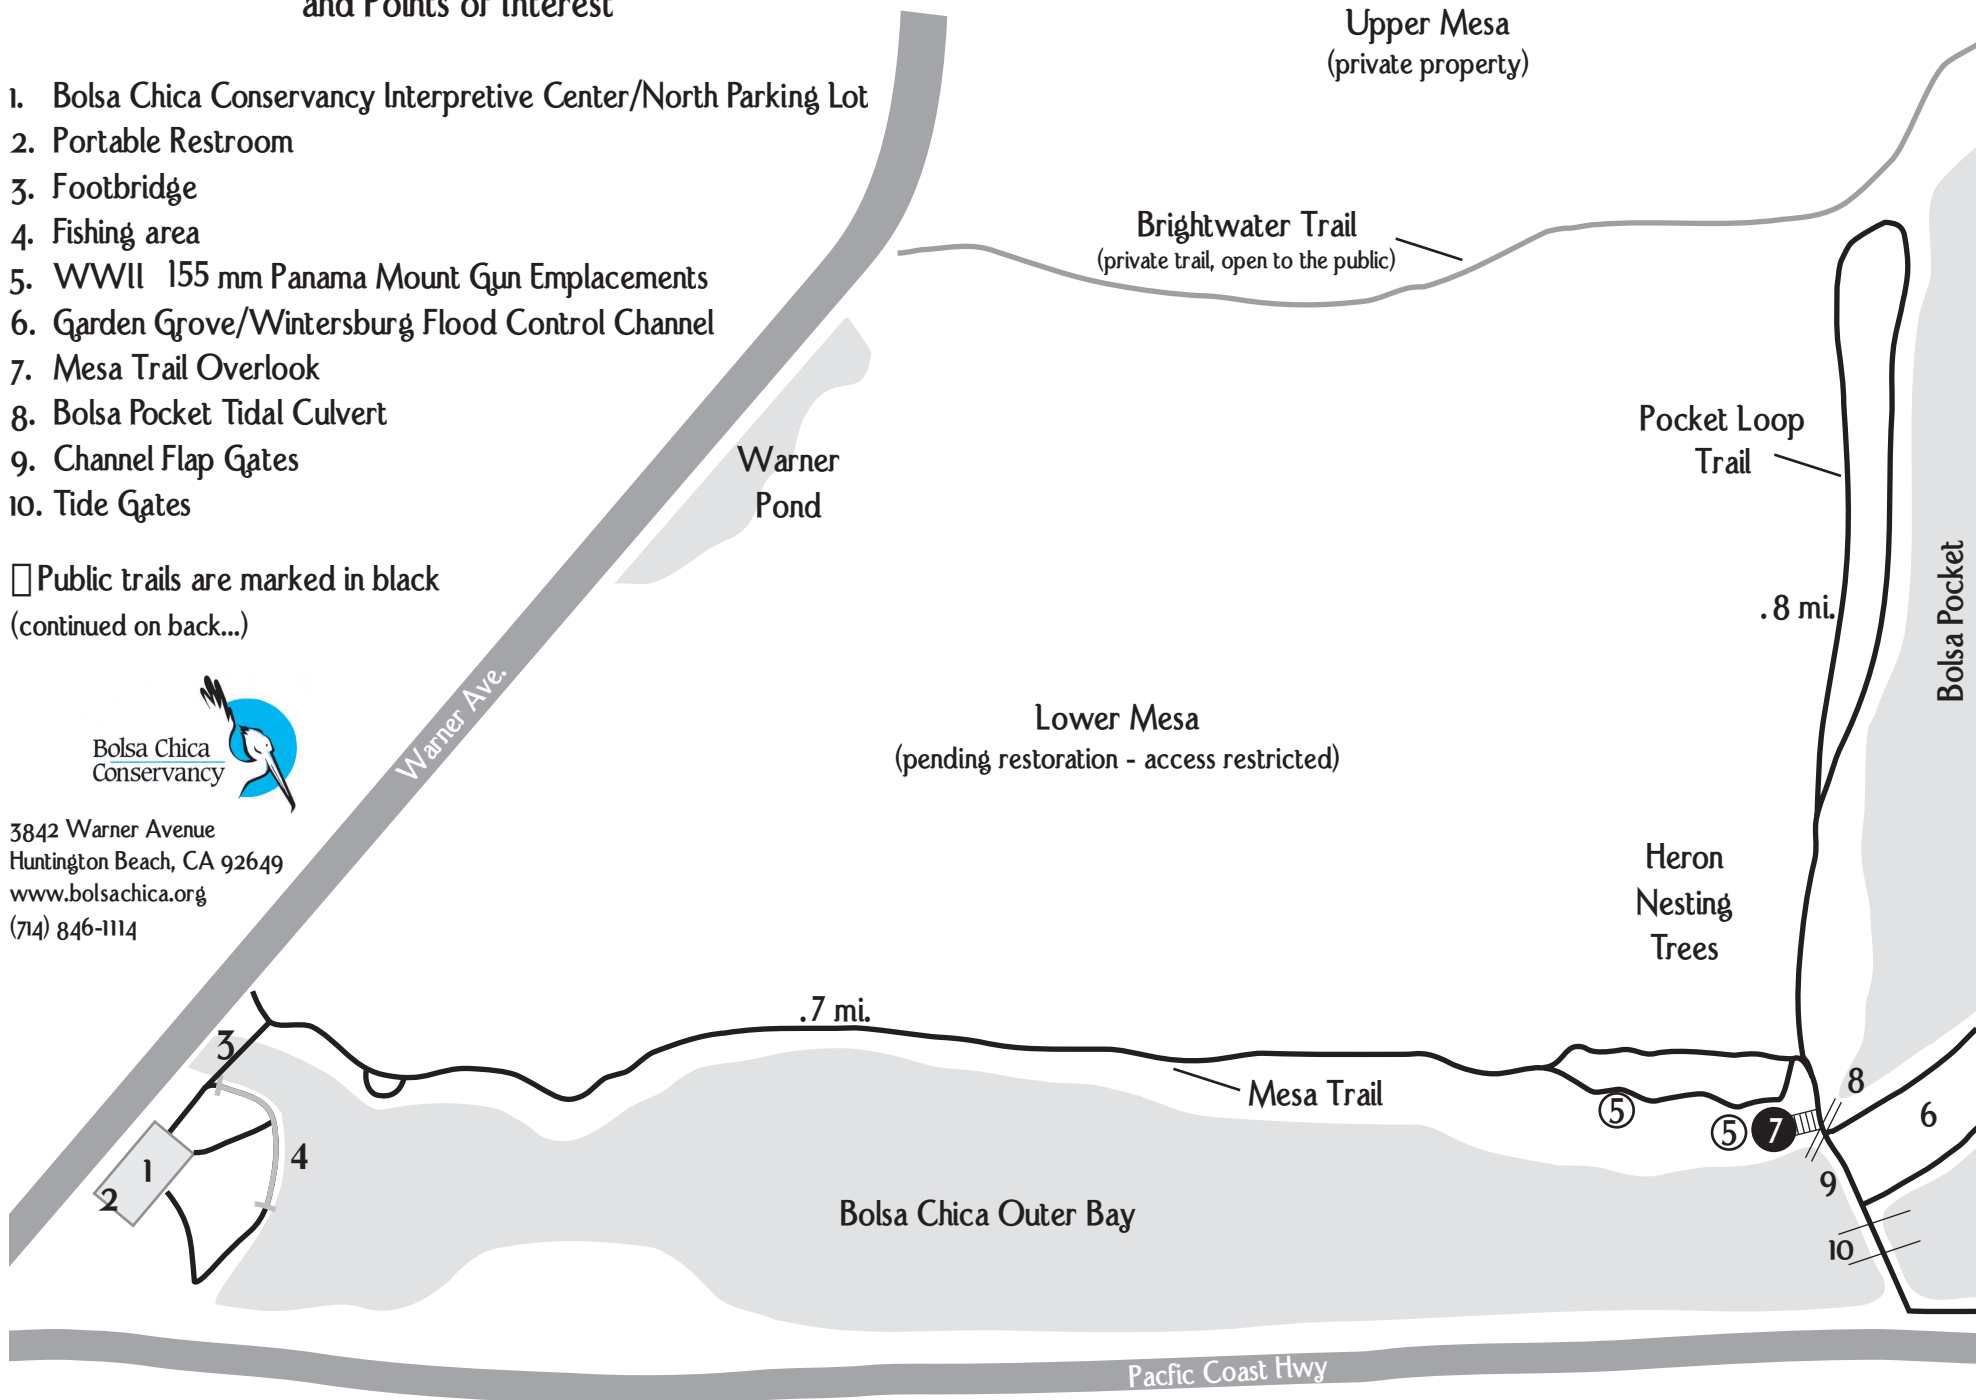 and Points of Interest
1. Bolsa Chica Conservancy Interpretive Center/North Parking Lot
2. Portable Restroom
3. Footbridge
4. Fishing area
5. WWII 155 mm Panama Mount Gun Emplacements
6. Garden Grove/Wintersburg Flood Control Channel
7. Mesa Trail Overlook
8. Bolsa Pocket Tidal Culvert
9. Channel Flap Gates
10. Tide Gates
Public trails are marked in black
(continued on back...)
Bolsa Chica
Conservancy
3842 Warner Avenue
Huntington Beach, CA 92649
www.bolsachica.org
(714) 846-1114
Upper Mesa
(private property)
Brightwater Trail
(private trail, open to the public)
Warner
Pond
Pocket Loop
Trail
.8 mi.
Bolsa Pocket
Warner Ave.
Lower Mesa
(pending restoration - access restricted)
Heron
Nesting
Trees
.7 mi.
3
Mesa Trail
8
5
5
7
6
4
1
2
9
Bolsa Chica Outer Bay
10
Pacfic Coast Hwy